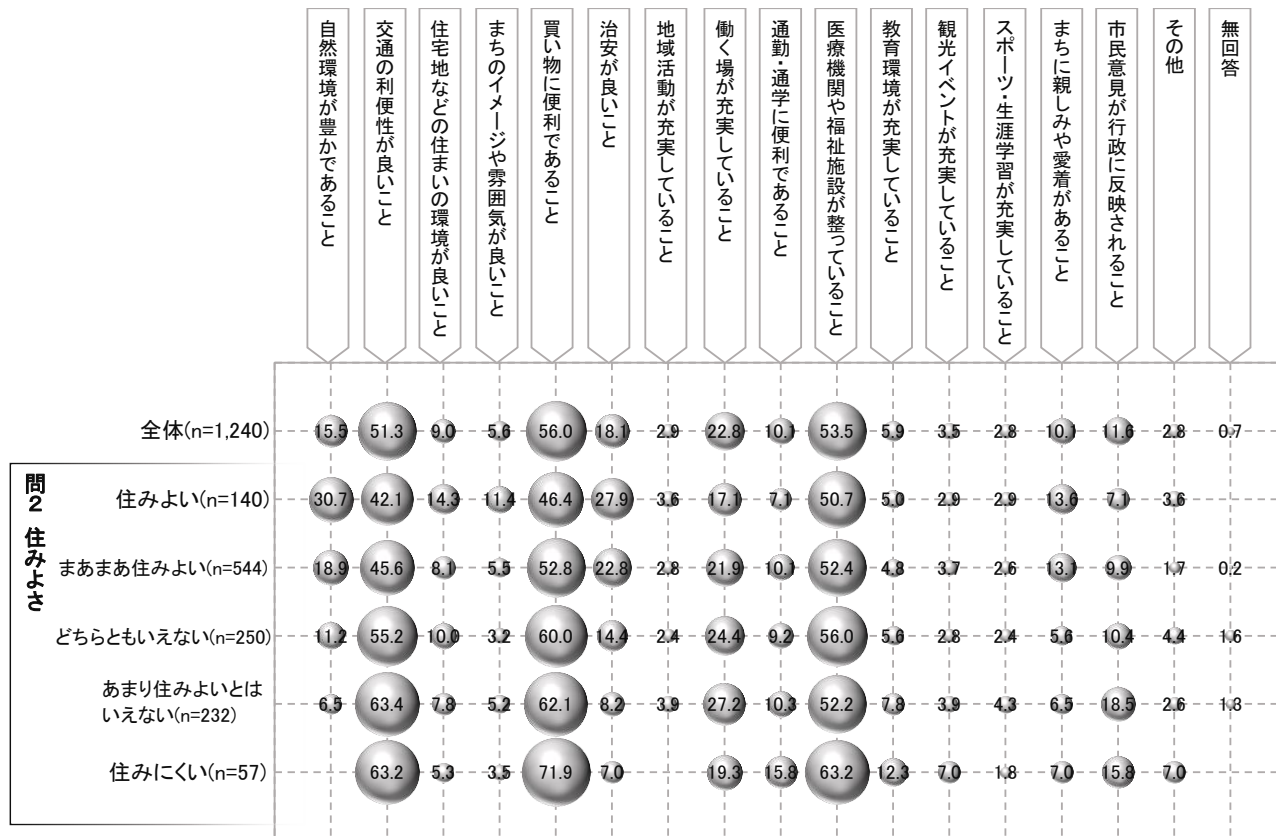 自然環境が豊かであること
交通の利便性が良いこと
住宅地などの住まいの環境が良いこと
まちのイメージや雰囲気が良いこと
買い物に便利であること
治安が良いこと
地域活動が充実していること
働く場が充実していること
通勤・通学に便利であること
医療機関や福祉施設が整っていること
教育環境が充実していること
観光イベントが充実していること
スポーツ・生涯学習が充実していること
まちに親しみや愛着があること
市民意見が行政に反映されること
その他
無回答
全体(n=1,240) 15.5 51.3 9.0 5.6 56.0 18.1 2.9 22.8 10.1 53.5 5.9 3.5 2.8 10.1 11.6 2.8 0.7
問2 住みよさ
住みよい(n=140) 30.7 42.1 14.3 11.4 46.4 27.9 3.6 17.1 7.1 50.7 5.0 2.9 2.9 13.6 7.1 3.6
まあまあ住みよい(n=544) 18.9 45.6 8.1 5.5 52.8 22.8 2.8 21.9 10.1 52.4 4.8 3.7 2.6 13.1 9.9 1.7 0.2
どちらともいえない(n=250) 11.2 55.2 10.0 3.2 60.0 14.4 2.4 24.4 9.2 56.0 5.6 2.8 2.4 5.6 10.4 4.4 1.6
あまり住みよいとは
いえない(n=232) 6.5 63.4 7.8 5.2 62.1 8.2 3.9 27.2 10.3 52.2 7.8 3.9 4.3 6.5 18.5 2.6 1.3
住みにくい(n=57) 63.2 5.3 3.5 71.9 7.0 19.3 15.8 63.2 12.3 7.0 1.8 7.0 15.8 7.0